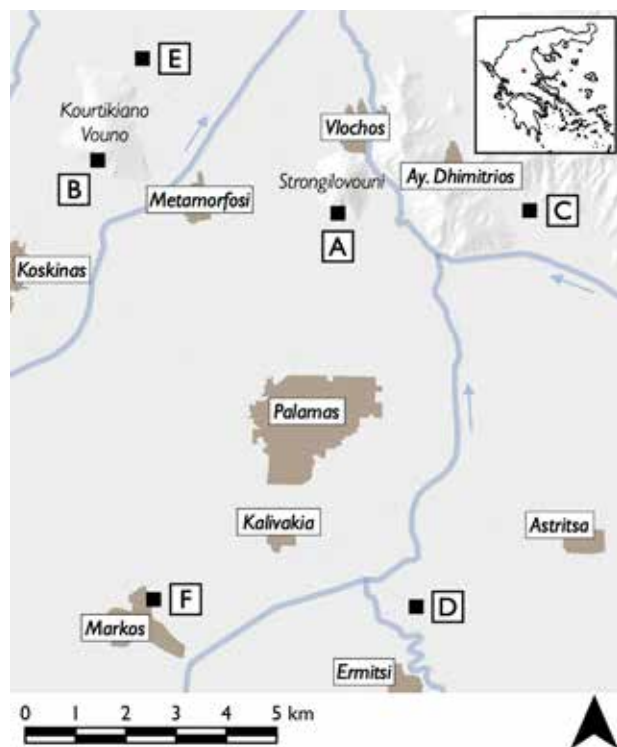 E
Kourtikiano
Vouno
Vlochos
B
Strongilovouni
Ay. Dhimitrios
Metamorfosi
A
C
Koskinas
Palamas
Kalivakia
Astritsa
F
D
Markos
Ermitsi
0 1 2 3 4 5 km